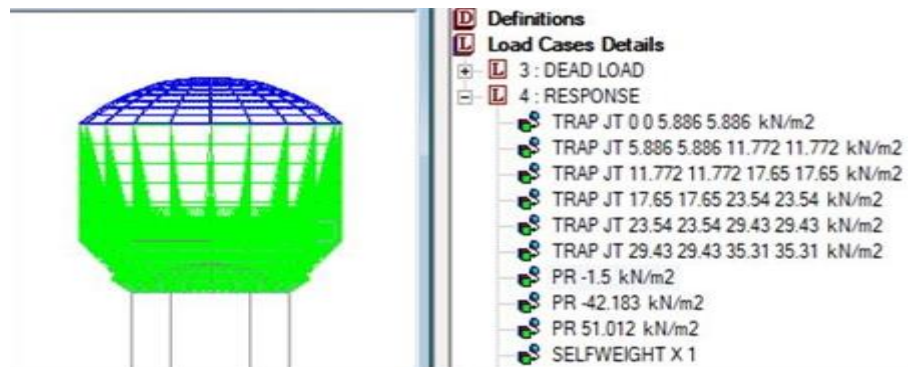 Definitions
Load Cases Details
3 : DEAD LOAD
4 : RESPONSE
TRAP JT 0 0 5.886 5.886 kN/m2
TRAP JT 5.886 5.886 11.772 11.772 kN/m2
TRAP JT 11.772 11.772 17.65 17.65 kN/m2
TRAP JT 17.65 17.65 23.54 23.54 kN/m2
TRAP JT 23.54 23.54 29.43 29.43 kN/m2
TRAP JT 29.43 29.43 35.31 35.31 kN/m2
PR -1.5 kN/m2
PR -42.183 kN/m2
PR 51.012 kN/m2
SELFWEIGHT X 1